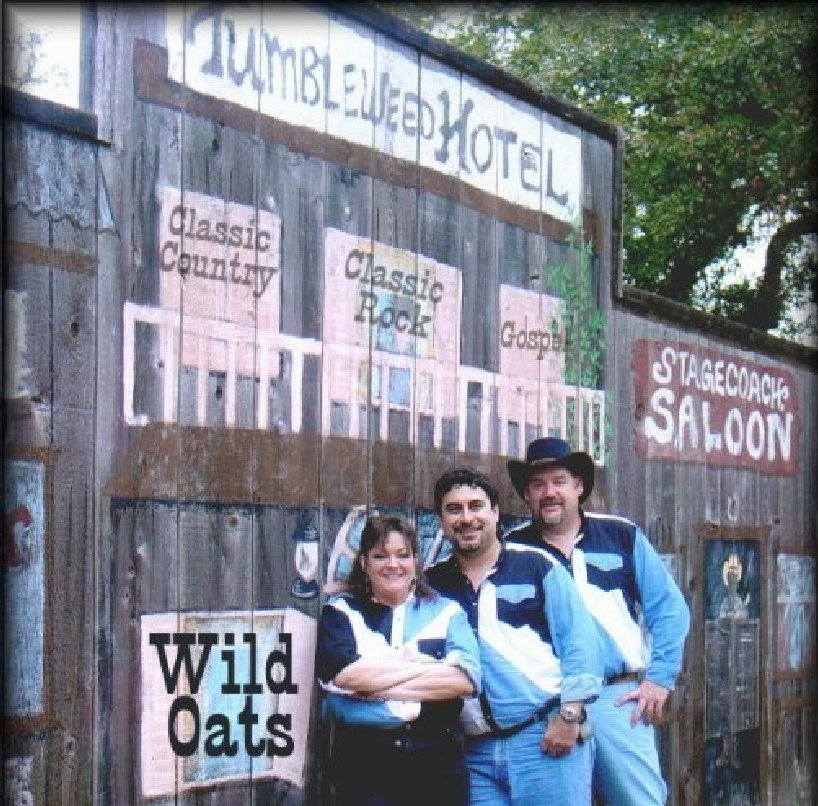 Tumbleweed Hotel
Classic
Country
Classic
Rock
Gospel
Stagecoach
Saloon
Wild
Oats